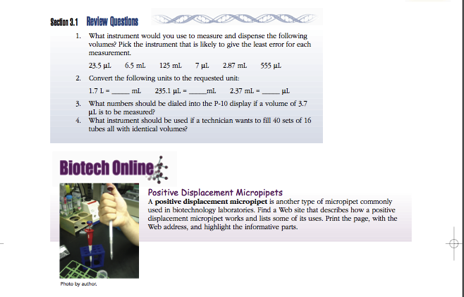 Section 3.1 Review Questions
1. What instrument would you use to measure and dispense the following
volumes? Pick the instrument that is likely to give the least error for each
measurement.
23.5 µL 6.5 mL 125 mL 7 µL 2.87 mL 555 µL
2. Convert the following units to the requested unit:
1.7 L = ____ mL 235.1 µL = ____ mL 2.37 mL = ____ µL
3. What numbers should be dialed into the P-10 display if a volume of 3.7
µL is to be measured?
4. What instrument should be used if a technician wants to fill 40 sets of 16
tubes all with identical volumes?
Biotech Online
Positive Displacement Micropipets
A positive displacement micropipet is another type of micropipet commonly
used in biotechnology laboratories. Find a Web site that describes how a positive
displacement micropipet works and lists some of its uses. Print the page, with the
Web address, and highlight the informative parts.
Photo by author.